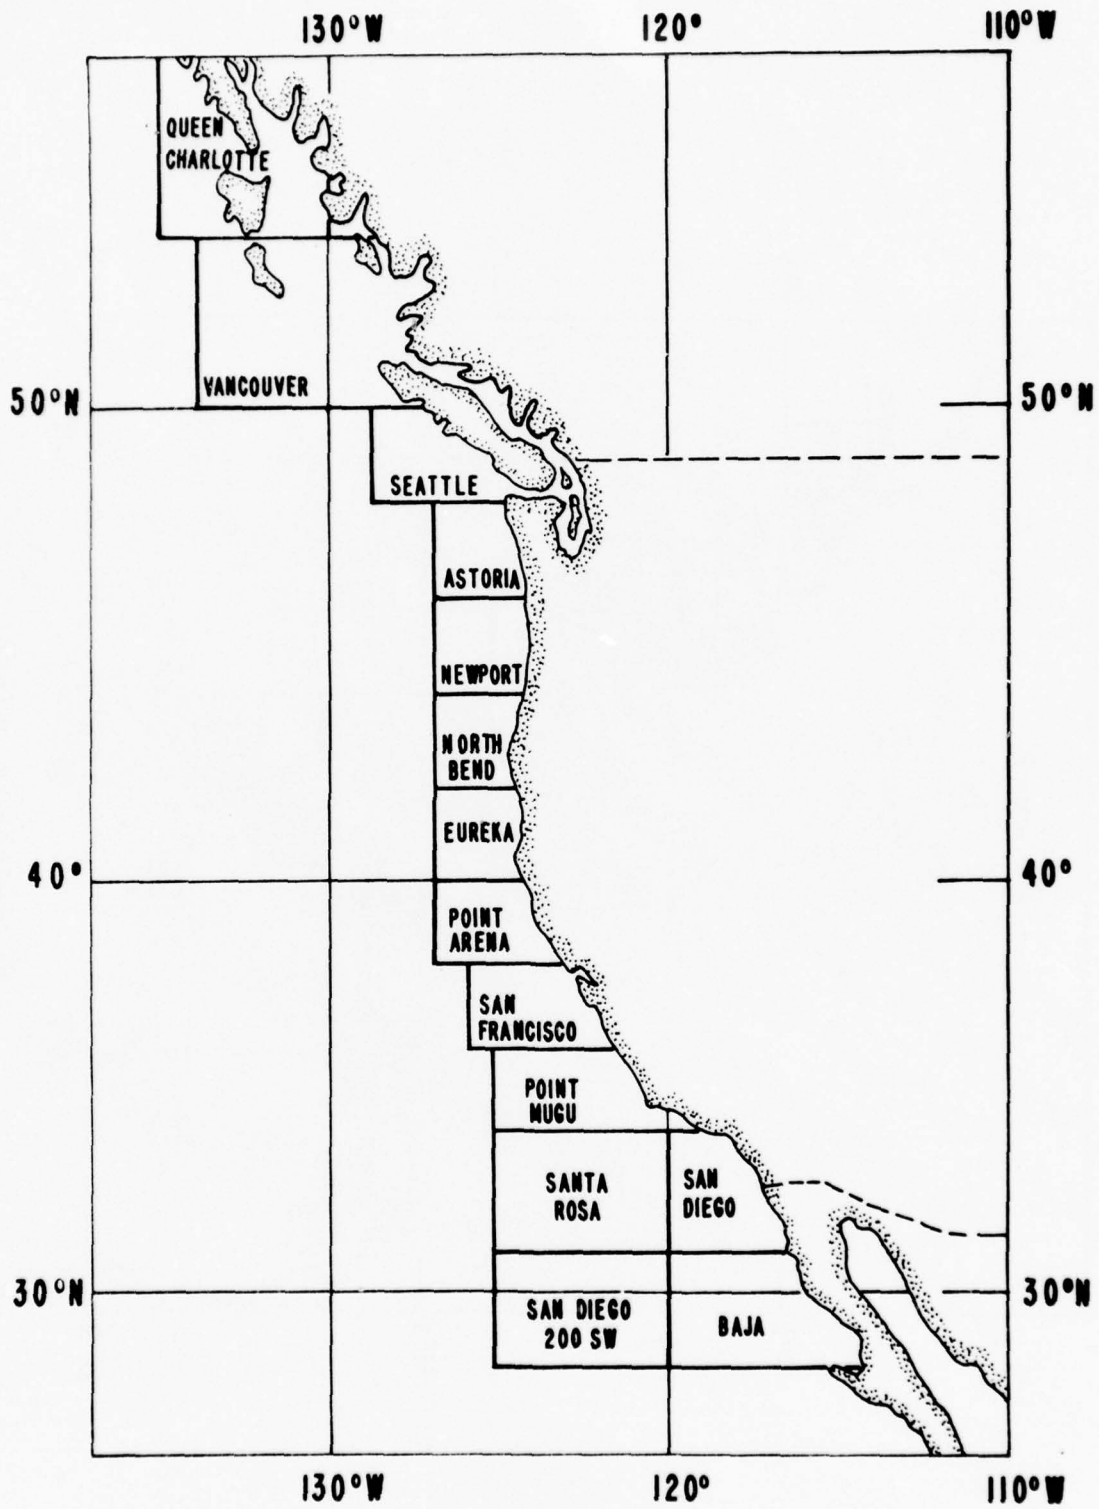 130°W 120° 110°W
QUEEN
CHARLOTTE
VANCOUVER
50°N 50°N
SEATTLE
ASTORIA
NEWPORT
NORTH
BEND
EUREKA
40° 40°
POINT
ARENA
SAN
FRANCISCO
POINT
MUGU
SANTA
ROSA
SAN
DIEGO
30°N 30°N
SAN DIEGO
200 SW
BAJA
130°W 120° 110°W